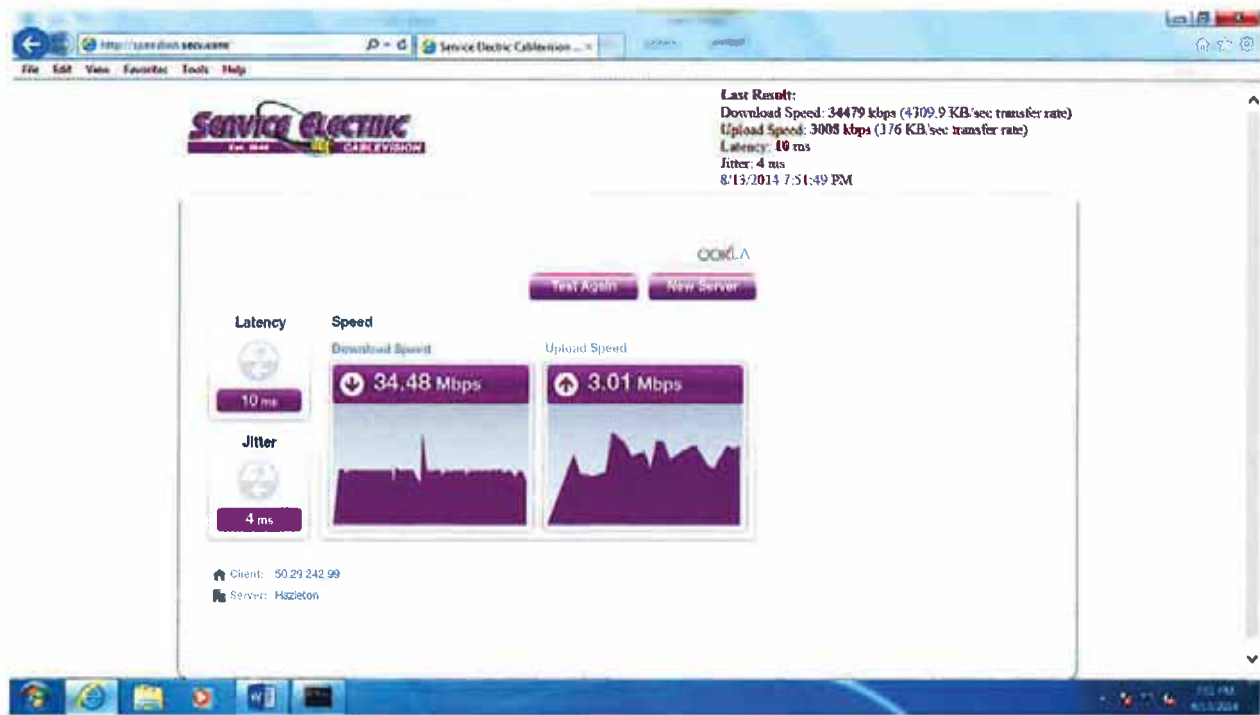 Service Electric Cablevision ...
File Edit View Favorites Tools Help
SERVICE ELECTRIC
CABLEVISION
Last Result:
Download Speed: 34479 kbps (4309.9 KB/sec transfer rate)
Upload Speed: 3008 kbps (376 KB/sec transfer rate)
Latency: 10 ms
Jitter: 4 ms
8/13/2014 7:51:49 PM
OOKLA
Test Again New Server
Latency Speed
Download Speed Upload Speed
34.48 Mbps 3.01 Mbps
10 ms
Jitter
4 ms
Client: 50.29.242.99
Server: Hazleton